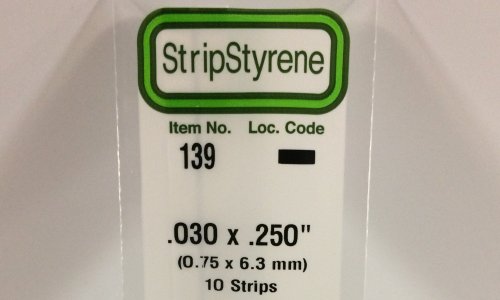 StripStyrene
Item No. Loc. Code
139
.030 x .250"
(0.75 x 6.3 mm)
10 Strips